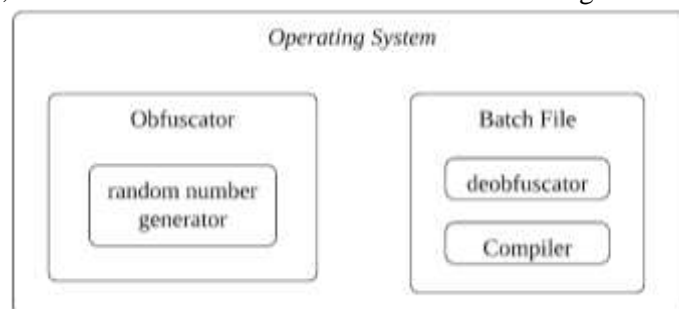 Operating System
Obfuscator
random number
generator
Batch File
deobfuscator
Compiler